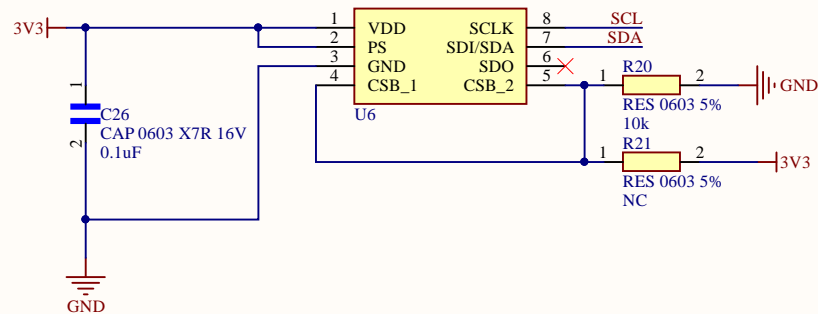 3V3
1
VDD
SCLK
8
SCL
2
PS
SDI/SDA
7
SDA
3
GND
SDO
6
4
CSB_1
CSB_2
5
U6
1
C26
CAP 0603 X7R 16V
0.1uF
2
GND
R20
1
2
GND
RES 0603 5%
10k
R21
1
2
3V3
RES 0603 5%
NC